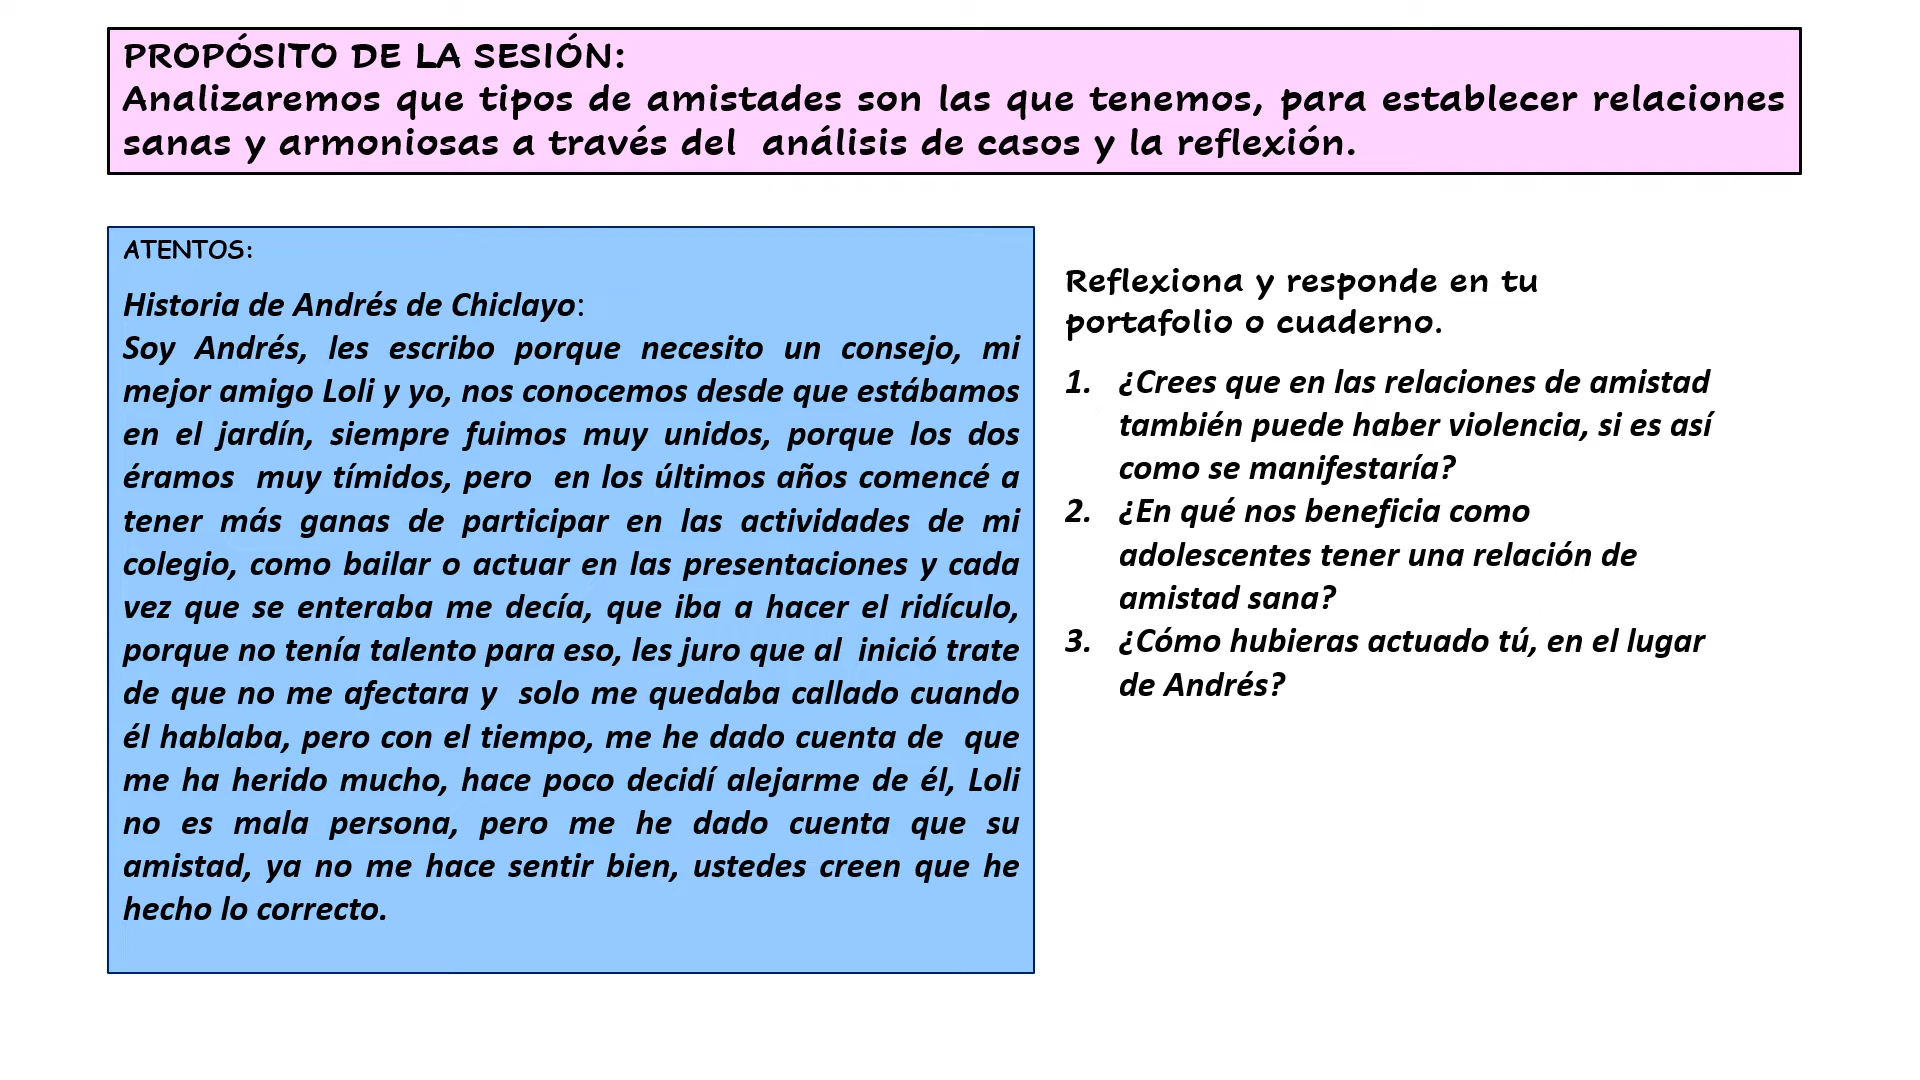 PROPÓSITO DE LA SESIÓN:
Analizaremos que tipos de amistades son las que tenemos, para establecer relaciones
sanas y armoniosas a través del análisis de casos y la reflexión.
ATENTOS:
Historia de Andrés de Chiclayo:
Soy Andrés, les escribo porque necesito un consejo, mi
mejor amigo Loli y yo, nos conocemos desde que estábamos
en el jardín, siempre fuimos muy unidos, porque los dos
éramos muy tímidos, pero en los últimos años comencé a
tener más ganas de participar en las actividades de mi
colegio, como bailar o actuar en las presentaciones y cada
vez que se enteraba me decía, que iba a hacer el ridículo,
porque no tenía talento para eso, les juro que al inició trate
de que no me afectara y solo me quedaba callado cuando
él hablaba, pero con el tiempo, me he dado cuenta de que
me ha herido mucho, hace poco decidí alejarme de él, Loli
no es mala persona, pero me he dado cuenta que su
amistad, ya no me hace sentir bien, ustedes creen que he
hecho lo correcto.
Reflexiona y responde en tu
portafolio o cuaderno.
1. ¿Crees que en las relaciones de amistad
también puede haber violencia, si es así
como se manifestaría?
2. ¿En qué nos beneficia como
adolescentes tener una relación de
amistad sana?
3. ¿Cómo hubieras actuado tú, en el lugar
de Andrés?